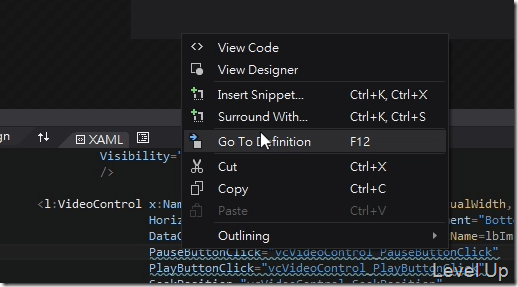 View Code
View Designer
Insert Snippet... Ctrl+K, Ctrl+X
Surround With... Ctrl+K, Ctrl+S
Go To Definition F12
Cut Ctrl+X
Copy Ctrl+C
Paste Ctrl+V
Outlining
gn XAML
Visibility="
/>
<l:VideoControl x:Nam ualWidth,
Horiz ment="Botto
DataC Name=lbIm
PauseButtonClick="vcVideoControl_PauseButtonClick"
PlayButtonClick="vcVideoControl_PlayButtonClick"
SeekPosition="vcVideoControl_SeekPosition"
Level Up